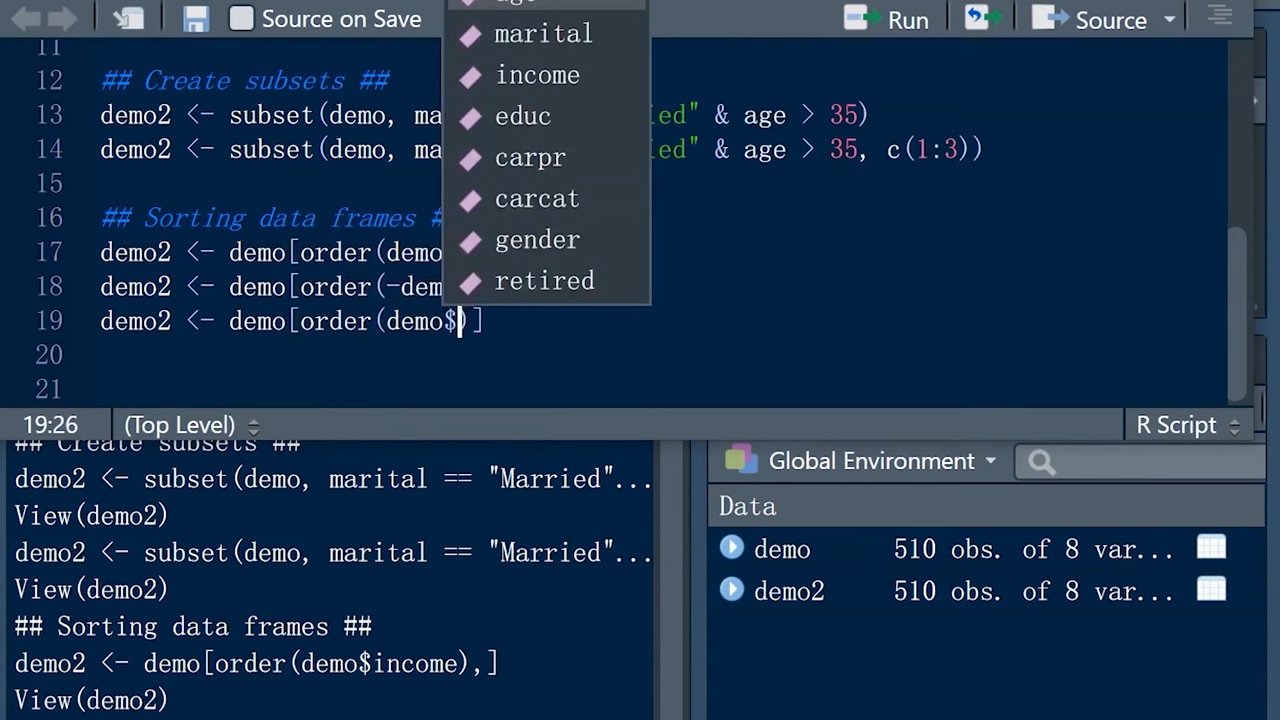 Source on Save
Run
Source
age
marital
income
educ
carpr
carcat
gender
retired
11
12 ## Create subsets ##
13 demo2 <- subset(demo, ma ied" & age > 35)
14 demo2 <- subset(demo, ma ied" & age > 35, c(1:3))
15
16 ## Sorting data frames #
17 demo2 <- demo[order(demo
18 demo2 <- demo[order(-dem
19 demo2 <- demo[order(demo$)]
20
21
19:26 (Top Level) R Script
## Create subsets ##
demo2 <- subset(demo, marital == "Married"...
View(demo2)
demo2 <- subset(demo, marital == "Married"...
View(demo2)
## Sorting data frames ##
demo2 <- demo[order(demo$income),]
View(demo2)
Global Environment
Data
demo 510 obs. of 8 var...
demo2 510 obs. of 8 var...